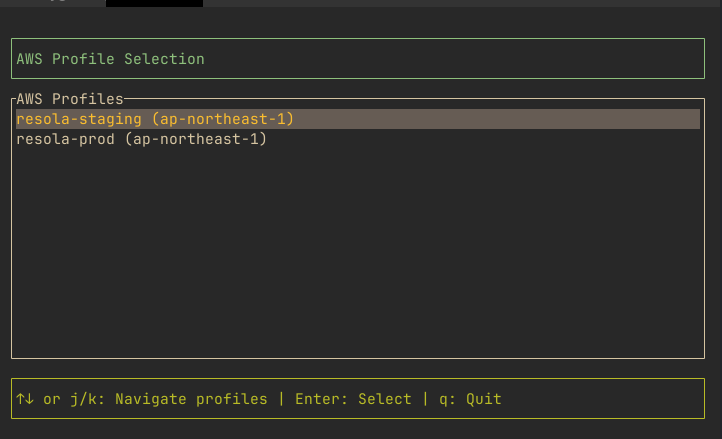 AWS Profile Selection
AWS Profiles
resola-staging (ap-northeast-1)
resola-prod (ap-northeast-1)
↑↓ or j/k: Navigate profiles | Enter: Select | q: Quit